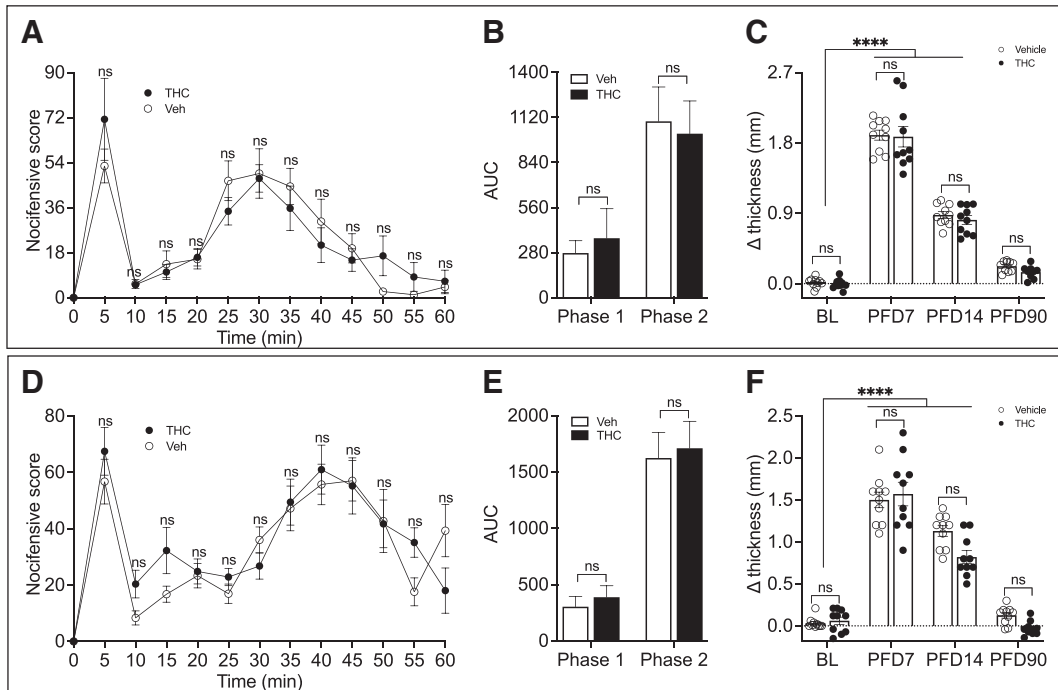 A
Nocifensive score
90
72
54
36
18
0
ns
ns
ns
ns
ns
ns
ns
ns
ns
ns
ns
ns
THC
Veh
0 5 10 15 20 25 30 35 40 45 50 55 60
Time (min)
B
AUC
1400
1120
840
560
280
0
Veh
THC
ns
ns
Phase 1 Phase 2
C
Δ thickness (mm)
2.7
1.8
0.9
0.0
****
Vehicle
THC
ns
ns
ns
ns
BL PFD7 PFD14 PFD90
D
Nocifensive score
80
60
40
20
0
ns
ns
ns
ns
ns
ns
ns
ns
ns
ns
ns
ns
THC
Veh
0 5 10 15 20 25 30 35 40 45 50 55 60
Time (min)
E
AUC
2000
1500
1000
500
0
Veh
THC
ns
ns
Phase 1 Phase 2
F
Δ thickness (mm)
2.5
2.0
1.5
1.0
0.5
0.0
****
Vehicle
THC
ns
ns
ns
ns
BL PFD7 PFD14 PFD90